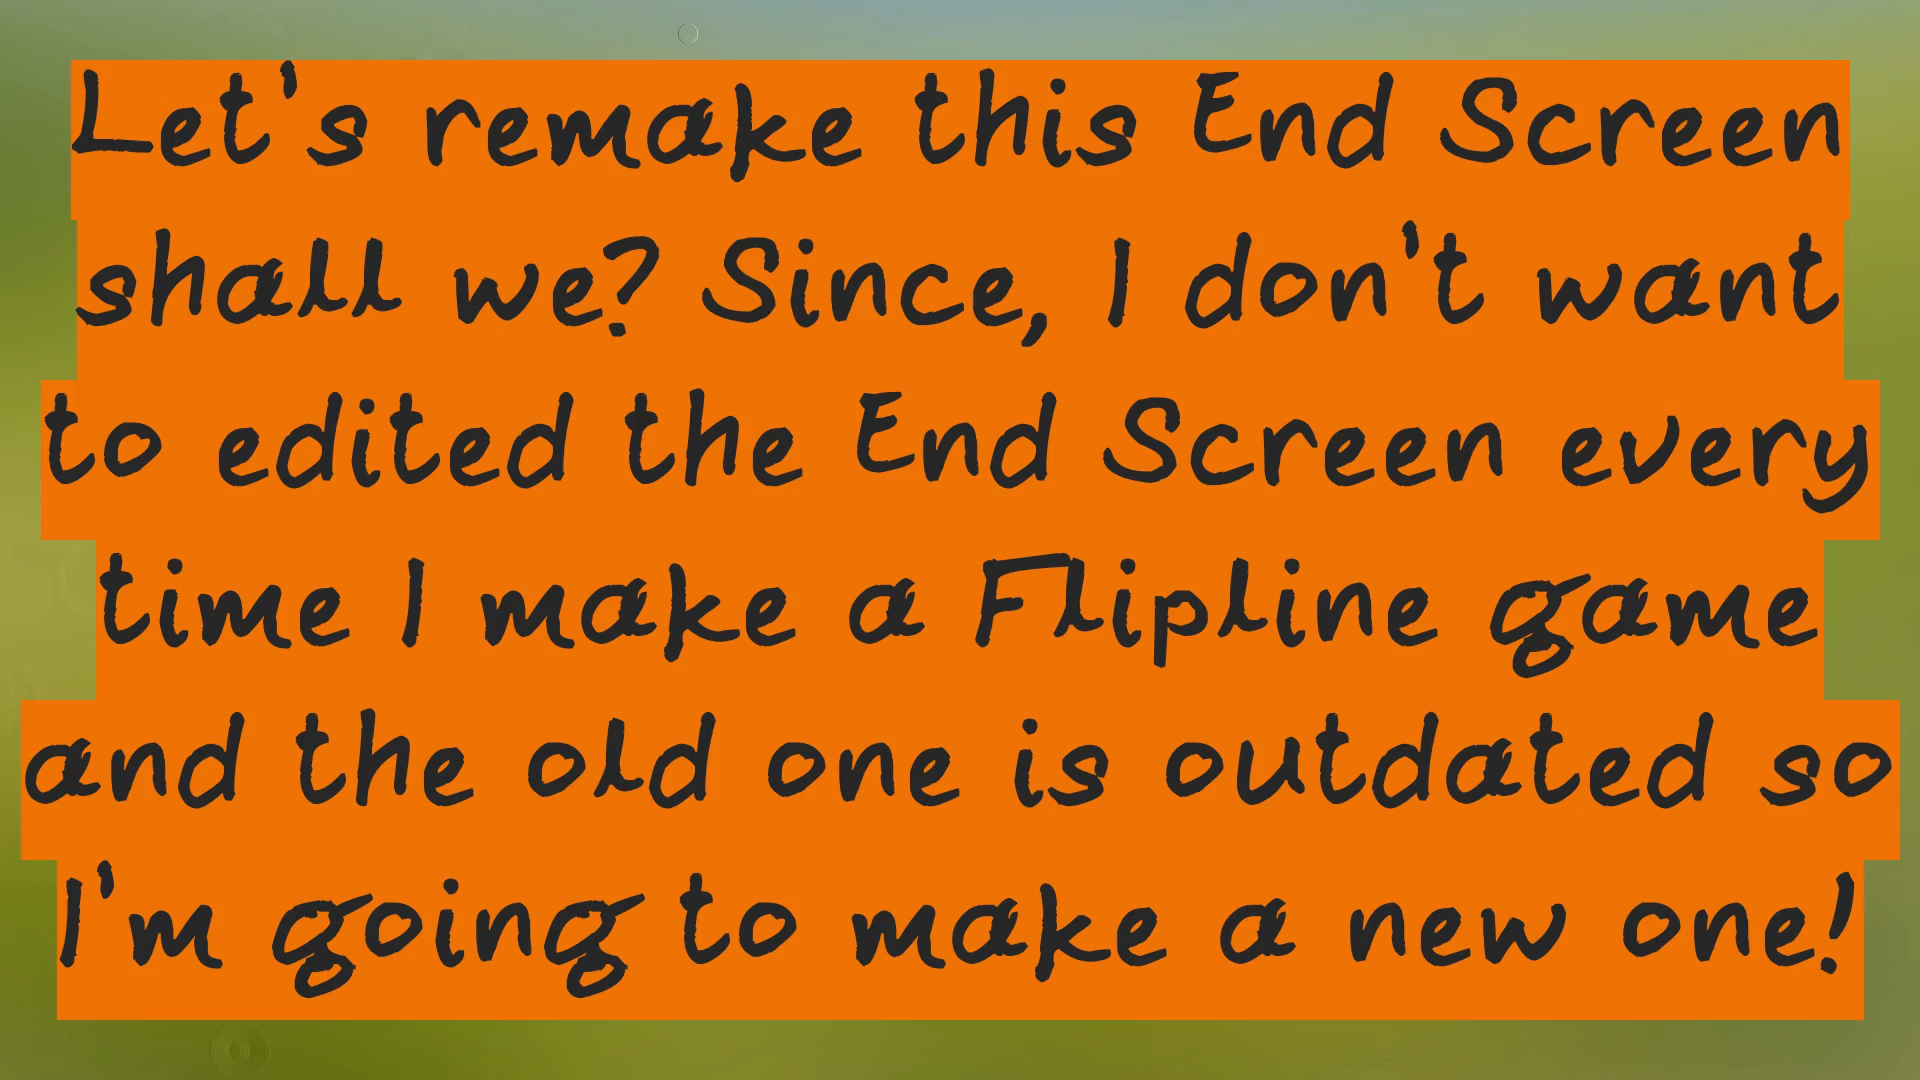 Let's remake this End Screen
shall we? Since, I don't want
to edited the End Screen every
time I make a Flipline game
and the old one is outdated so
I'm going to make a new one!